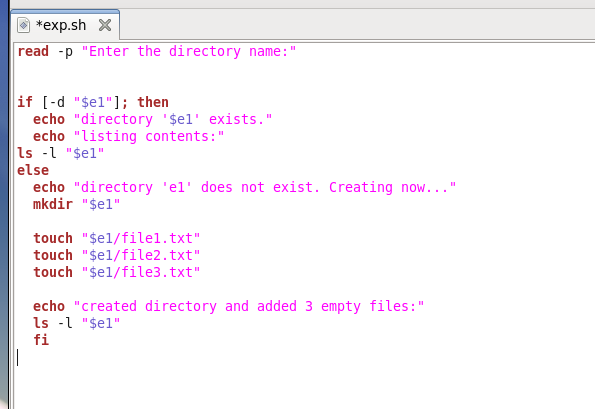 *exp.sh
read -p "Enter the directory name:"
if [-d "$e1"]; then
  echo "directory '$e1' exists."
  echo "listing contents:"
ls -l "$e1"
else
  echo "directory 'e1' does not exist. Creating now..."
  mkdir "$e1"
  touch "$e1/file1.txt"
  touch "$e1/file2.txt"
  touch "$e1/file3.txt"
  echo "created directory and added 3 empty files:"
  ls -l "$e1"
  fi